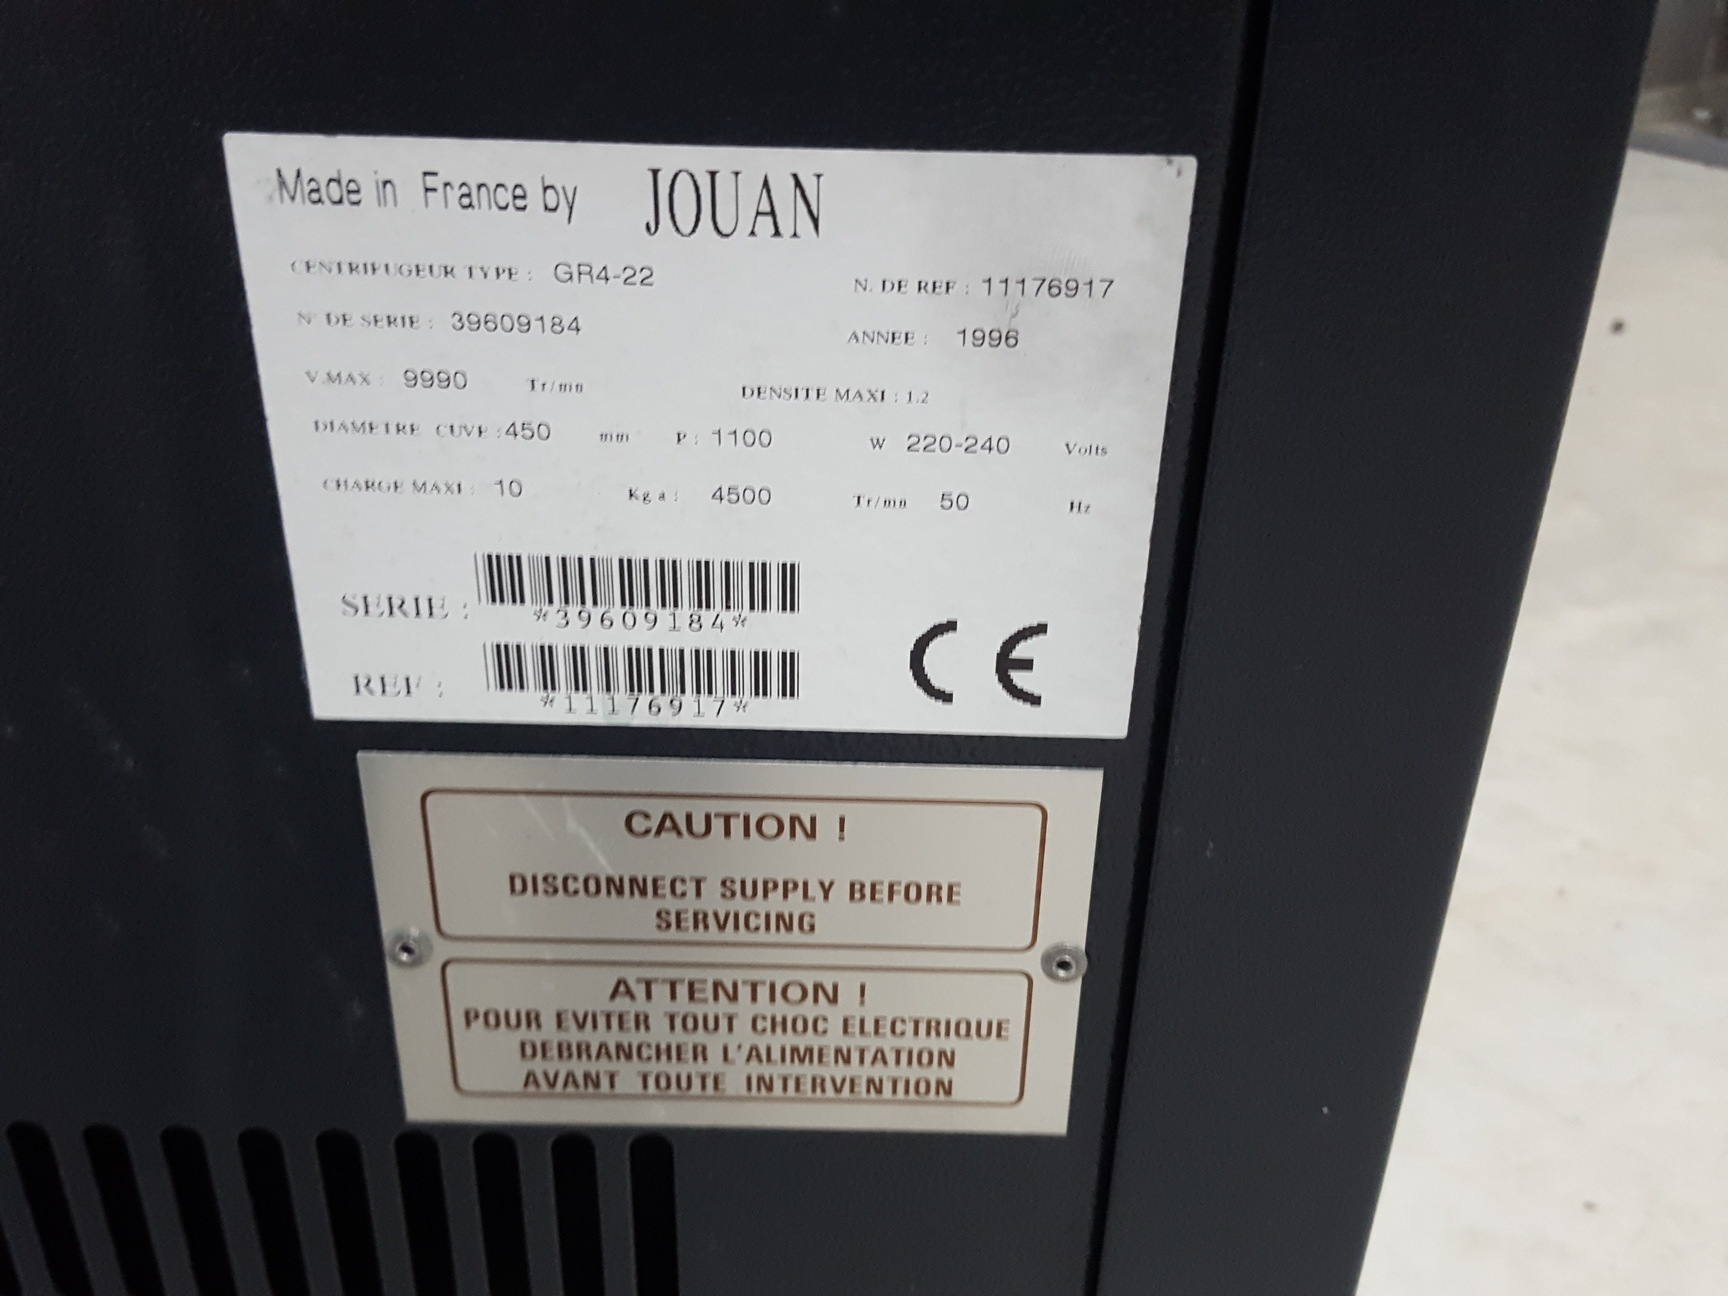 Made in France by JOUAN
CENTRIFUGEUR TYPE : GR4-22 N. DE REF : 11176917
N° DE SERIE : 39609184 ANNEE : 1996
V.MAX : 9990 Tr/mn DENSITE MAXI : 1.2
DIAMETRE CUVE : 450 mm P : 1100 W 220-240 Volts
CHARGE MAXI : 10 Kg a : 4500 Tr/mn 50 Hz
SERIE : *39609184*
REF : *11176917*
CE
CAUTION !
DISCONNECT SUPPLY BEFORE
SERVICING
ATTENTION !
POUR EVITER TOUT CHOC ELECTRIQUE
DEBRANCHER L'ALIMENTATION
AVANT TOUTE INTERVENTION